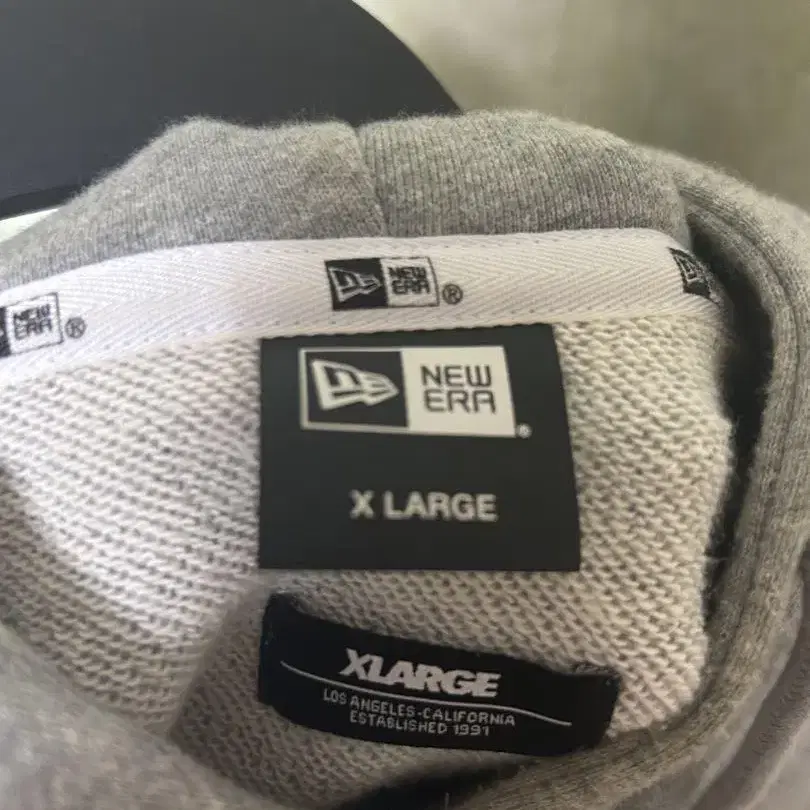 NEW
ERA®
NEW
ERA®
NEW
ERA®
X LARGE
XLARGE
LOS ANGELES-CALIFORNIA
ESTABLISHED 1991